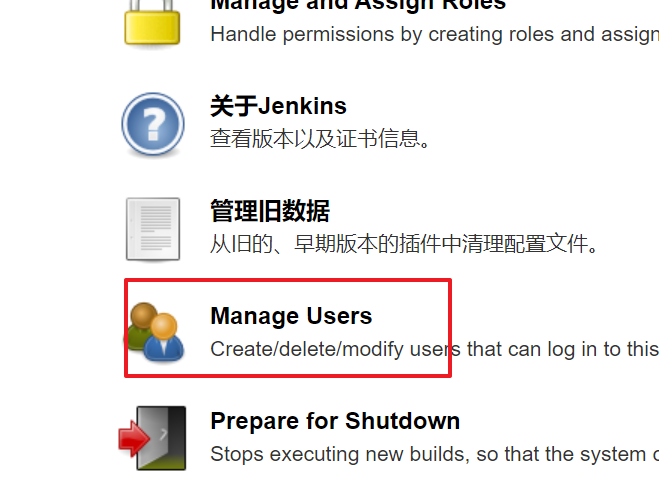 Manage and Assign Roles
Handle permissions by creating roles and assign
关于Jenkins
查看版本以及证书信息。
管理旧数据
从旧的、早期版本的插件中清理配置文件。
Manage Users
Create/delete/modify users that can log in to this
Prepare for Shutdown
Stops executing new builds, so that the system